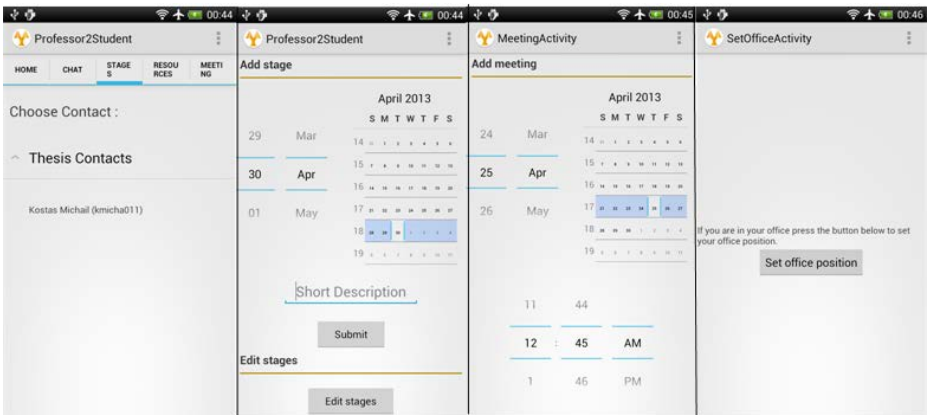 00:44
Professor2Student
HOME
CHAT
STAGE
S
RESOU
RCES
MEETI
NG
Choose Contact :
Thesis Contacts
Kostas Michail (kmicha011)
00:44
Professor2Student
Add stage
April 2013
S M T W T F S
29 Mar
30 Apr
01 May
14
15
16
17
18
19
Short Description
Submit
Edit stages
Edit stages
00:45
MeetingActivity
Add meeting
April 2013
S M T W T F S
24 Mar
25 Apr
26 May
14
15
16
17
18
19
11 44
12 : 45 AM
1 46 PM
00:46
SetOfficeActivity
If you are in your office press the button below to set
your office position.
Set office position